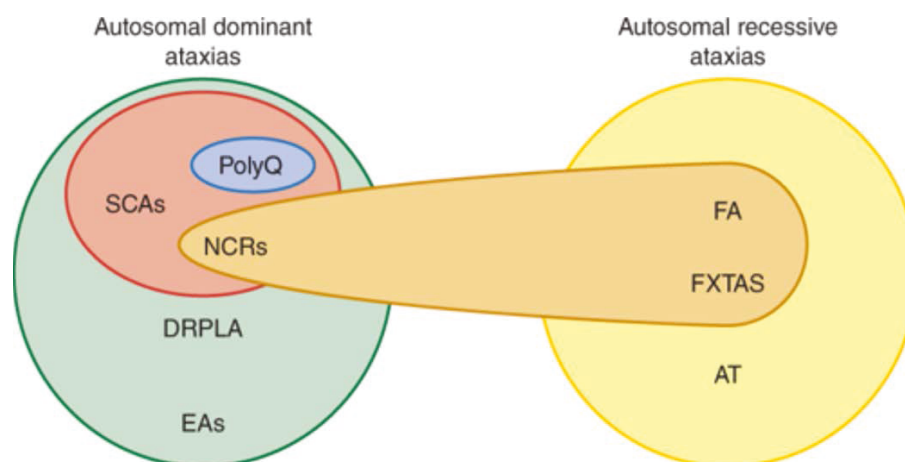 Autosomal dominant
ataxias
Autosomal recessive
ataxias
PolyQ
SCAs
NCRs
FA
FXTAS
DRPLA
AT
EAs